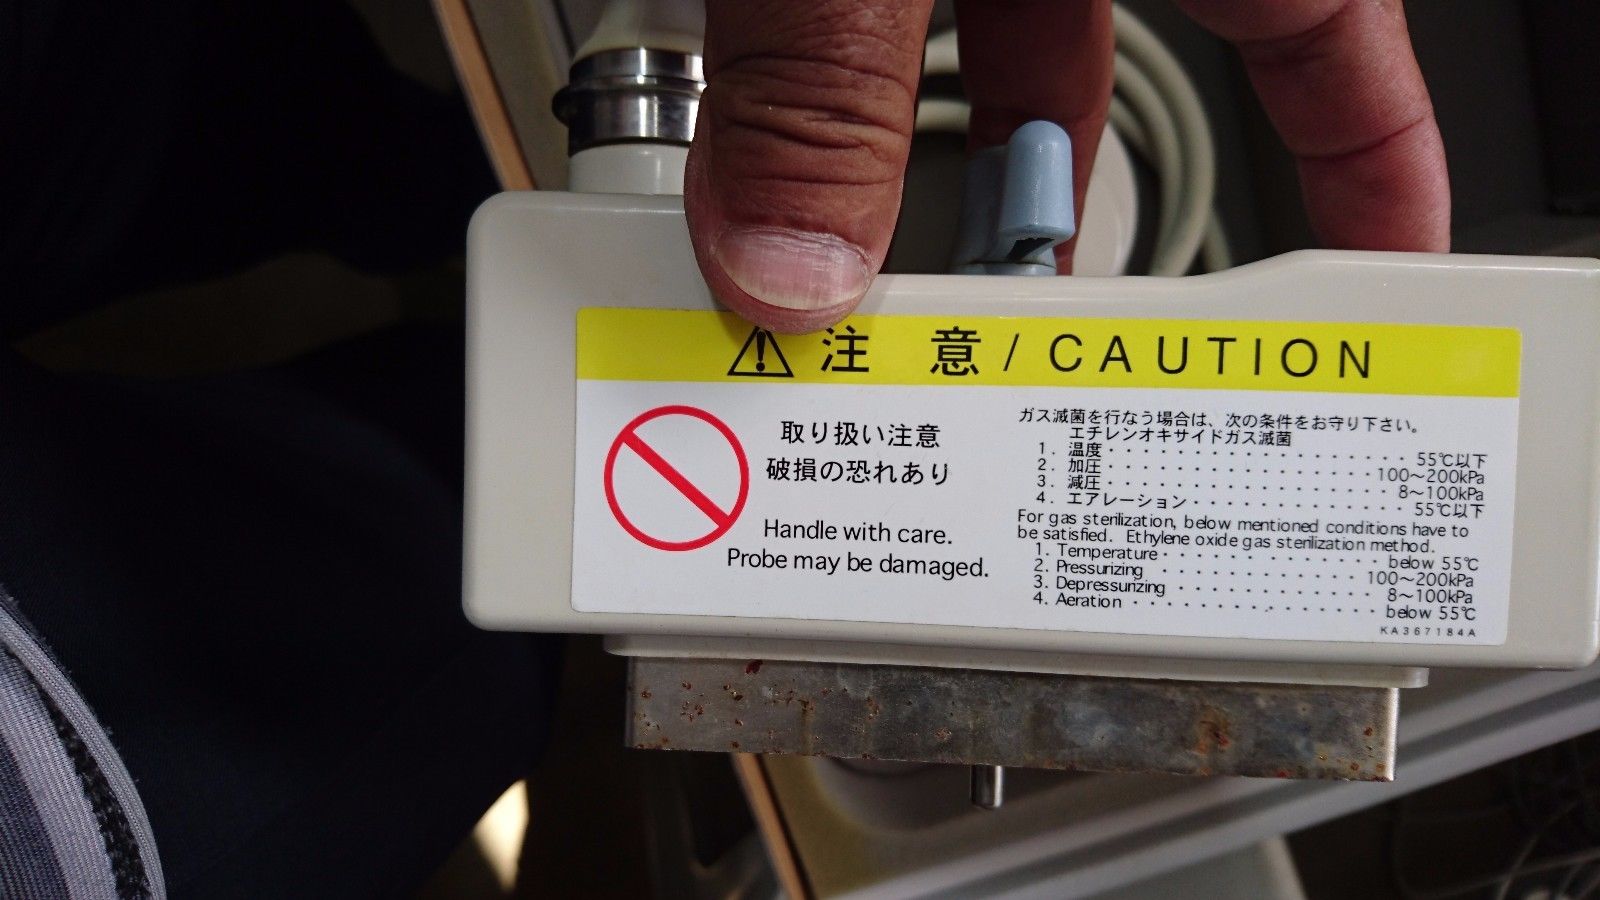 注 意 / CAUTION
取り扱い注意
破損の恐れあり
Handle with care.
Probe may be damaged.
ガス滅菌を行なう場合は、次の条件をお守り下さい。
エチレンオキサイドガス滅菌
1. 温度・・・・・・・・・・・・・・・・・・55℃以下
2. 加圧・・・・・・・・・・・・・・・・100～200kPa
3. 減圧・・・・・・・・・・・・・・・・・8～100kPa
4. エアレーション・・・・・・・・・・・・55℃以下
For gas sterilization, below mentioned conditions have to
be satisfied. Ethylene oxide gas sterilization method.
1. Temperature・・・・・・・・・・・・below 55℃
2. Pressurizing ・・・・・・・・・・・100～200kPa
3. Depressurizing・・・・・・・・・・・8～100kPa
4. Aeration・・・・・・・・・・・・・・below 55℃
KA367184A